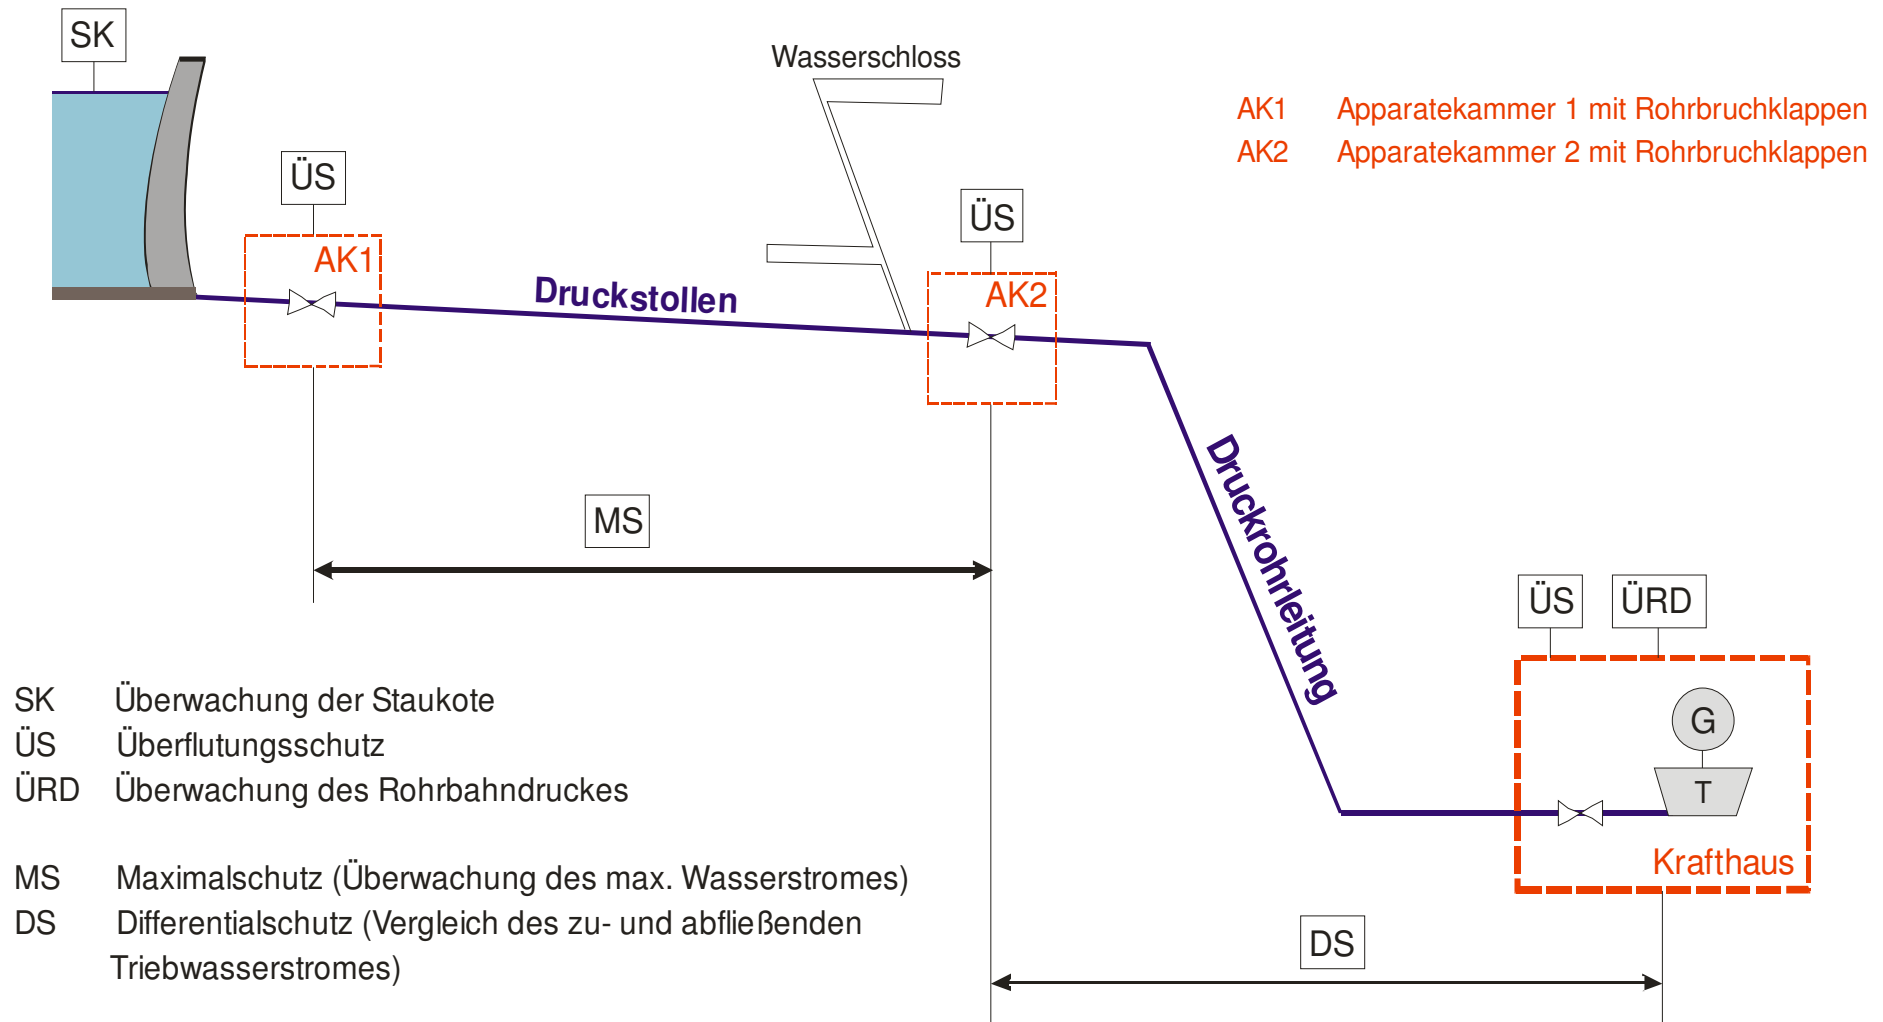 SK
Wasserschloss
AK1 Apparatekammer 1 mit Rohrbruchklappen
AK2 Apparatekammer 2 mit Rohrbruchklappen
ÜS
ÜS
AK1
AK2
Druckstollen
Druckrohrleitung
MS
ÜS
ÜRD
G
T
Krafthaus
DS
SK Überwachung der Staukote
ÜS Überflutungsschutz
ÜRD Überwachung des Rohrbahndruckes
MS Maximalschutz (Überwachung des max. Wasserstromes)
DS Differentialschutz (Vergleich des zu- und abfließenden
Triebwasserstromes)